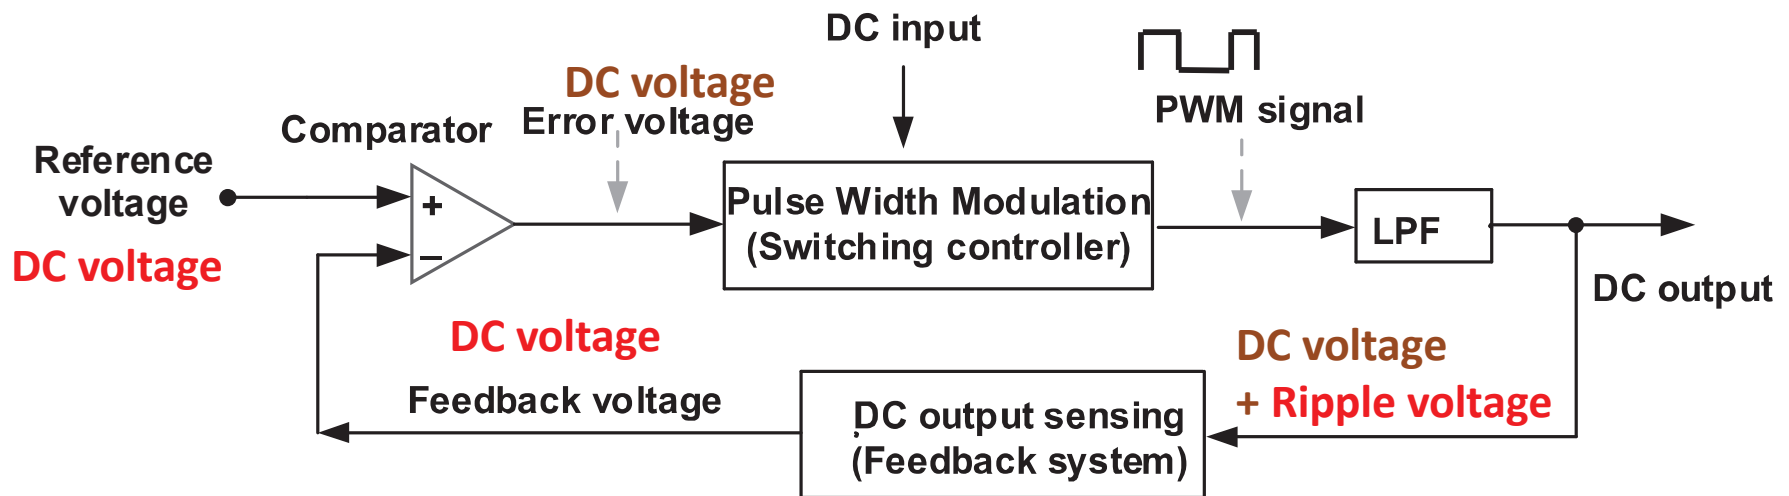 DC input
DC voltage
Error voltage
Comparator
PWM signal
Reference
voltage
DC voltage
+
−
Pulse Width Modulation
(Switching controller)
LPF
DC output
DC voltage
Feedback voltage
DC output sensing
(Feedback system)
DC voltage
+ Ripple voltage